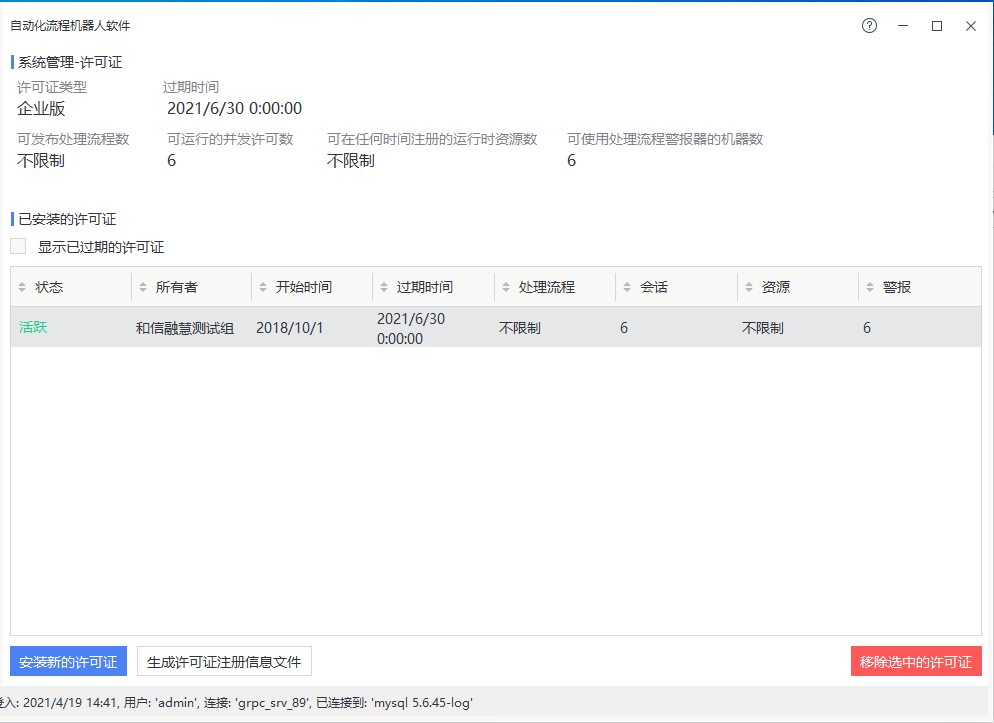 自动化流程机器人软件
系统管理-许可证
许可证类型 过期时间
企业版 2021/6/30 0:00:00
可发布处理流程数 可运行的并发许可数 可在任何时间注册的运行时资源数 可使用处理流程警报器的机器数
不限制 6 不限制 6
已安装的许可证
显示已过期的许可证
状态 所有者 开始时间 过期时间 处理流程 会话 资源 警报
活跃 和信融慧测试组 2018/10/1 2021/6/30 0:00:00 不限制 6 不限制 6
安装新的许可证 生成许可证注册信息文件 移除选中的许可证
登入: 2021/4/19 14:41, 用户: 'admin', 连接: 'grpc_srv_89', 已连接到: 'mysql 5.6.45-log'